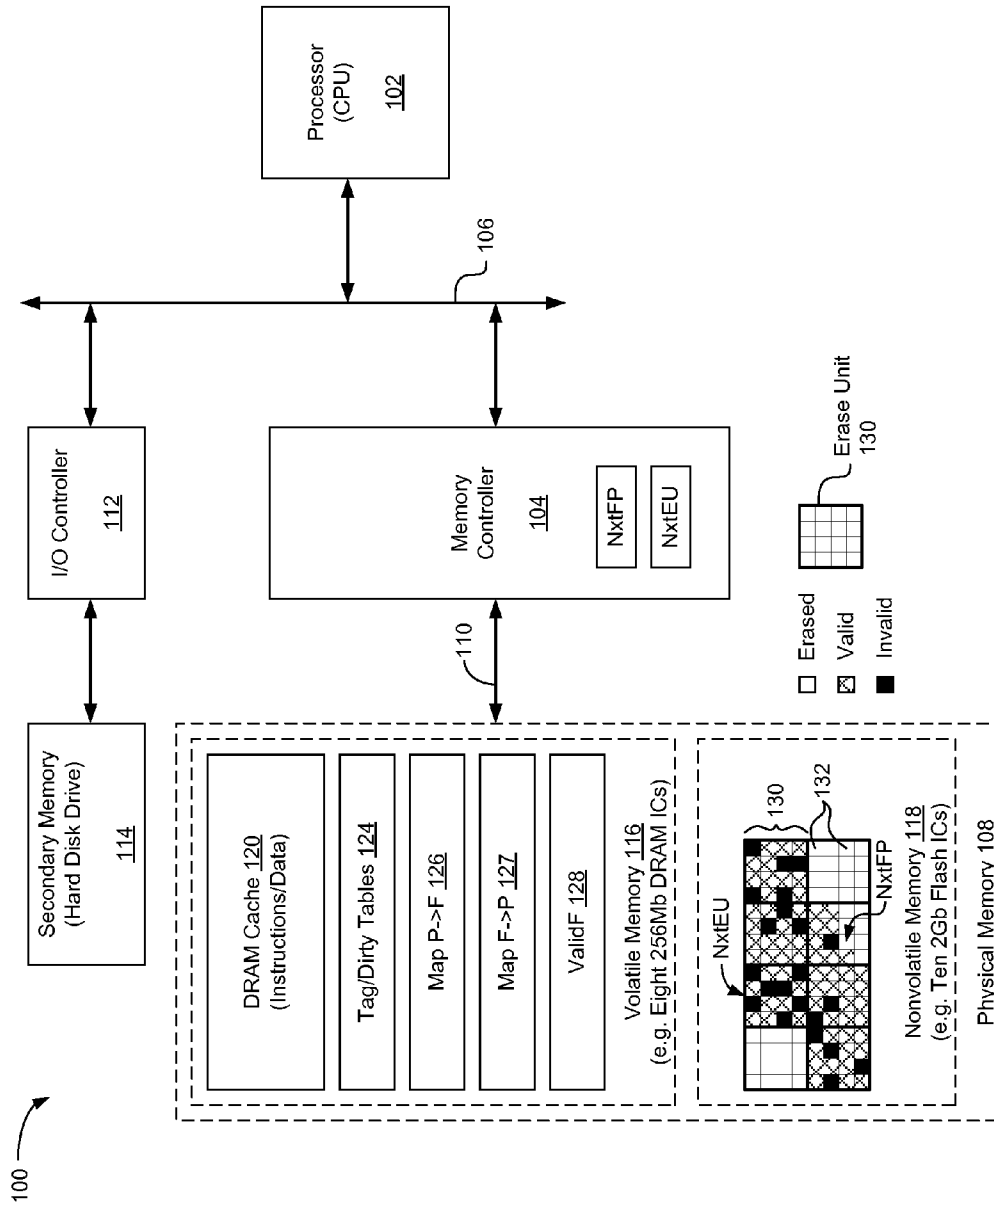 100
Secondary Memory
(Hard Disk Drive)
114
I/O Controller
112
Processor
(CPU)
102
106
110
Memory
Controller
104
NxtFP
NxtEU
DRAM Cache 120
(Instructions/Data)
Tag/Dirty Tables 124
Map P->F 126
Map F->P 127
ValidF 128
Volatile Memory 116
(e.g. Eight 256Mb DRAM ICs)
NxtEU
130
132
NxtFP
Nonvolatile Memory 118
(e.g. Ten 2Gb Flash ICs)
Physical Memory 108
Erased
Valid
Invalid
Erase Unit
130